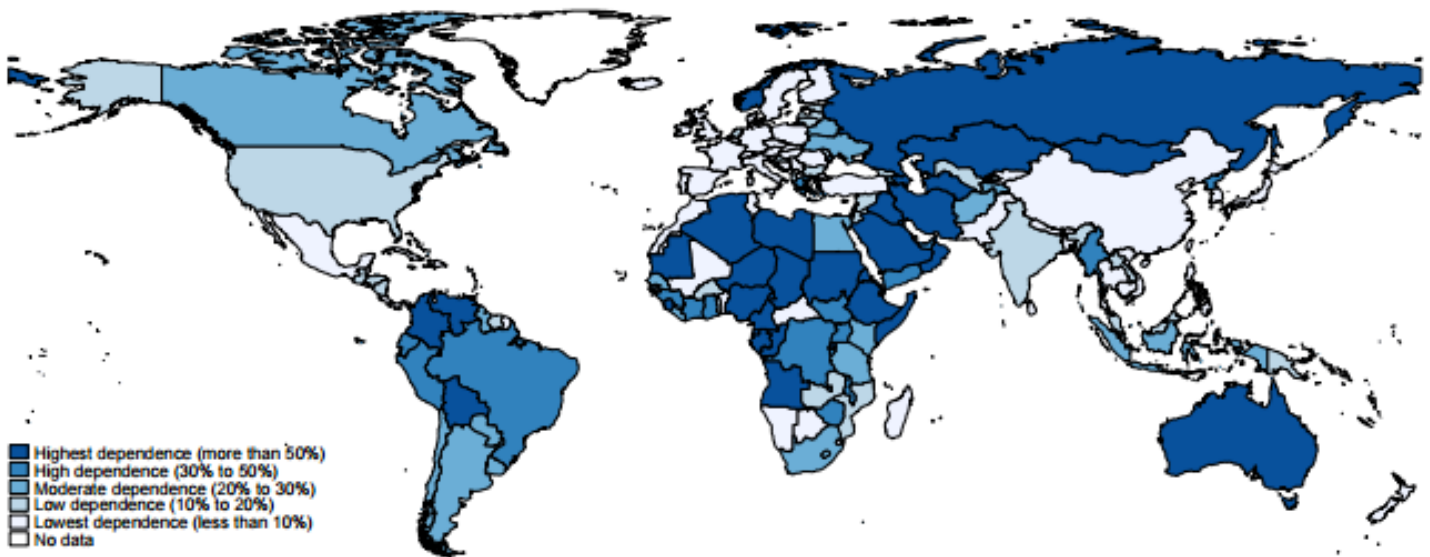 Highest dependence (more than 50%)
High dependence (30% to 50%)
Moderate dependence (20% to 30%)
Low dependence (10% to 20%)
Lowest dependence (less than 10%)
No data